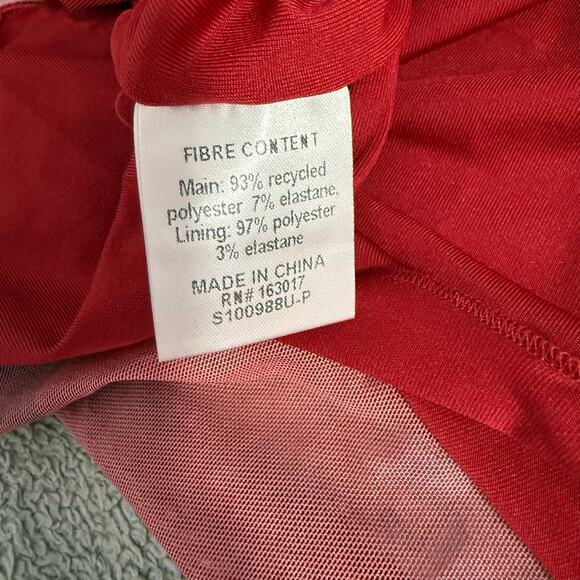 FIBRE CONTENT
Main: 93% recycled
polyester 7% elastane,
Lining: 97% polyester
3% elastane
MADE IN CHINA
RN# 163017
S100988U-P